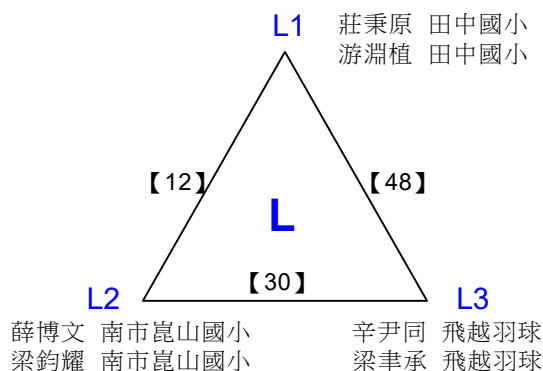 L1
莊秉原 田中國小
游淵植 田中國小
【12】
【48】
L
【30】
L2
L3
薛博文 南市崑山國小
梁鈞耀 南市崑山國小
辛尹同 飛越羽球
梁聿承 飛越羽球